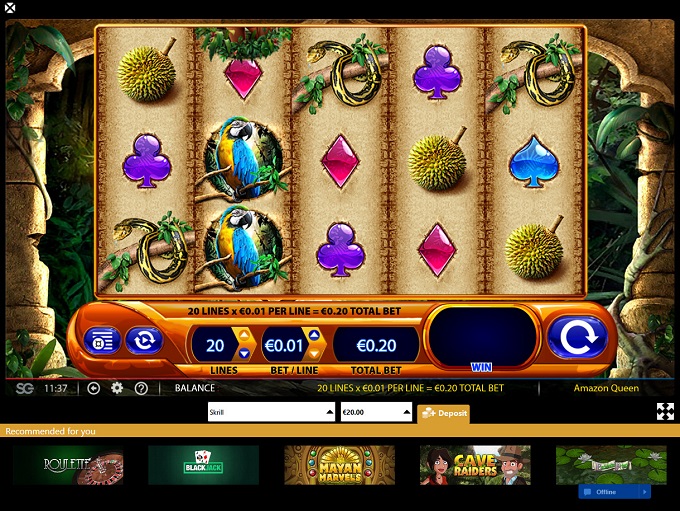 20 LINES x €0.01 PER LINE = €0.20 TOTAL BET
20
€0.01
€0.20
LINES
BET / LINE
TOTAL BET
WIN
SG 11:37 BALANCE 20 LINES x €0.01 PER LINE = €0.20 TOTAL BET Amazon Queen
Skrill €20.00 Deposit
Recommended for you
ROULETTE
BLACKJACK
MAYAN
MARVELS
CAVE
RAIDERS
Offline